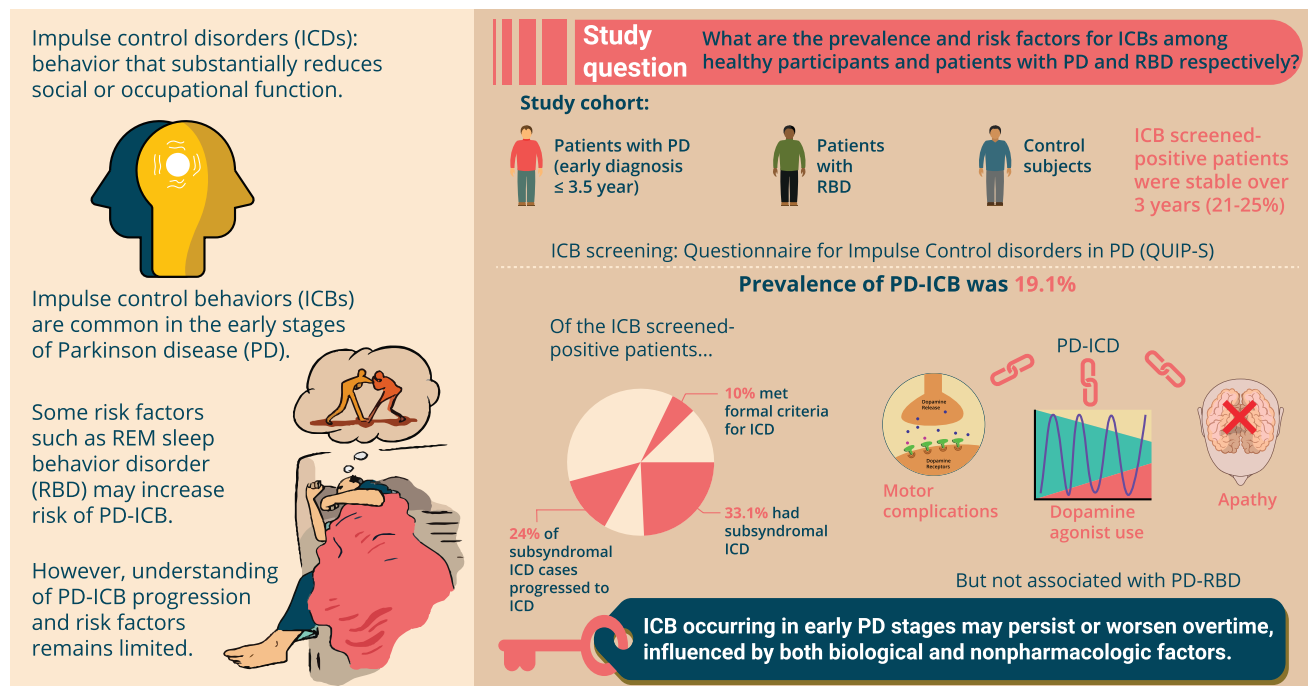 Impulse control disorders (ICDs):
behavior that substantially reduces
social or occupational function.
Impulse control behaviors (ICBs)
are common in the early stages
of Parkinson disease (PD).
Some risk factors
such as REM sleep
behavior disorder
(RBD) may increase
risk of PD-ICB.
However, understanding
of PD-ICB progression
and risk factors
remains limited.
Study
question
What are the prevalence and risk factors for ICBs among
healthy participants and patients with PD and RBD respectively?
Study cohort:
Patients with PD
(early diagnosis
≤ 3.5 year)
Patients
with
RBD
Control
subjects
ICB screened-
positive patients
were stable over
3 years (21-25%)
ICB screening: Questionnaire for Impulse Control disorders in PD (QUIP-S)
Prevalence of PD-ICB was 19.1%
Of the ICB screened-
positive patients...
10% met
formal criteria
for ICD
33.1% had
subsyndromal
ICD
24% of
subsyndromal
ICD cases
progressed to
ICD
PD-ICD
Dopamine
Release
Dopamine
Receptors
Motor
complications
Dopamine
agonist use
Apathy
But not associated with PD-RBD
ICB occurring in early PD stages may persist or worsen overtime,
influenced by both biological and nonpharmacologic factors.